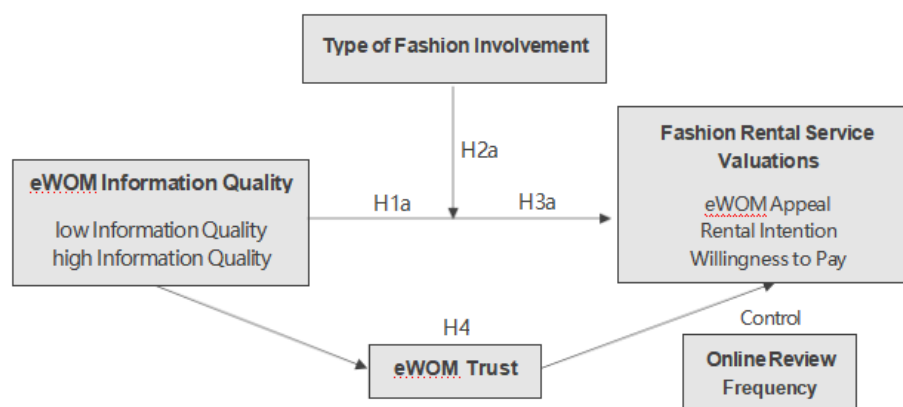 Type of Fashion Involvement
H2a
Fashion Rental Service
Valuations
eWOM Appeal
Rental Intention
Willingness to Pay
eWOM Information Quality
low Information Quality
high Information Quality
H1a
H3a
H4
eWOM Trust
Control
Online Review
Frequency